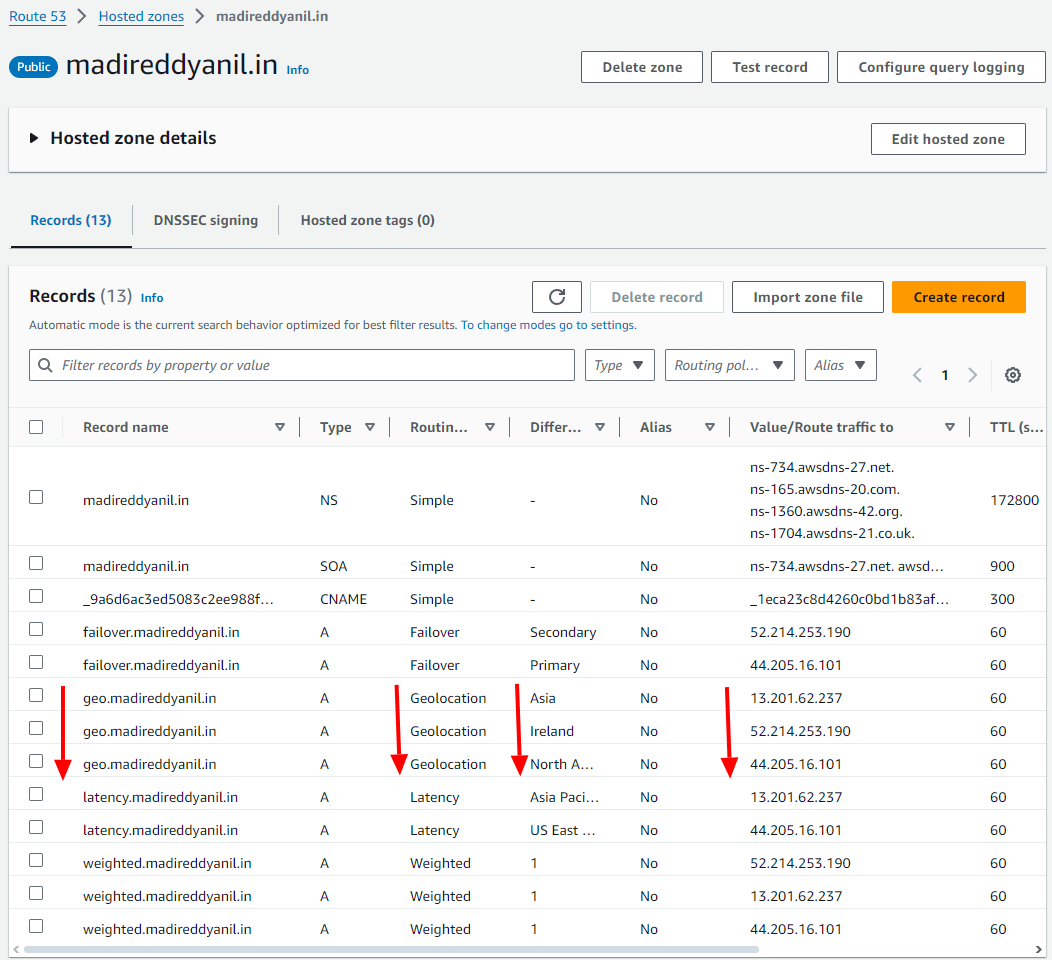 Route 53 > Hosted zones > madireddyanil.in
Public madireddyanil.in Info Delete zone Test record Configure query logging
Hosted zone details Edit hosted zone
Records (13) DNSSEC signing Hosted zone tags (0)
Records (13) Info Delete record Import zone file Create record
Automatic mode is the current search behavior optimized for best filter results. To change modes go to settings.
Filter records by property or value Type Routing pol... Alias 1
Record name Type Routin... Differ... Alias Value/Route traffic to TTL (s...
ns-734.awsdns-27.net.
ns-165.awsdns-20.com.
madireddyanil.in NS Simple - No 172800
ns-1360.awsdns-42.org.
ns-1704.awsdns-21.co.uk.
madireddyanil.in SOA Simple - No ns-734.awsdns-27.net. awsd... 900
_9a6d6ac3ed5083c2ee988f... CNAME Simple - No _1eca23c8d4260c0bd1b83af... 300
failover.madireddyanil.in A Failover Secondary No 52.214.253.190 60
failover.madireddyanil.in A Failover Primary No 44.205.16.101 60
geo.madireddyanil.in A Geolocation Asia No 13.201.62.237 60
geo.madireddyanil.in A Geolocation Ireland No 52.214.253.190 60
geo.madireddyanil.in A Geolocation North A... No 44.205.16.101 60
latency.madireddyanil.in A Latency Asia Paci... No 13.201.62.237 60
latency.madireddyanil.in A Latency US East ... No 44.205.16.101 60
weighted.madireddyanil.in A Weighted 1 No 52.214.253.190 60
weighted.madireddyanil.in A Weighted 1 No 13.201.62.237 60
weighted.madireddyanil.in A Weighted 1 No 44.205.16.101 60